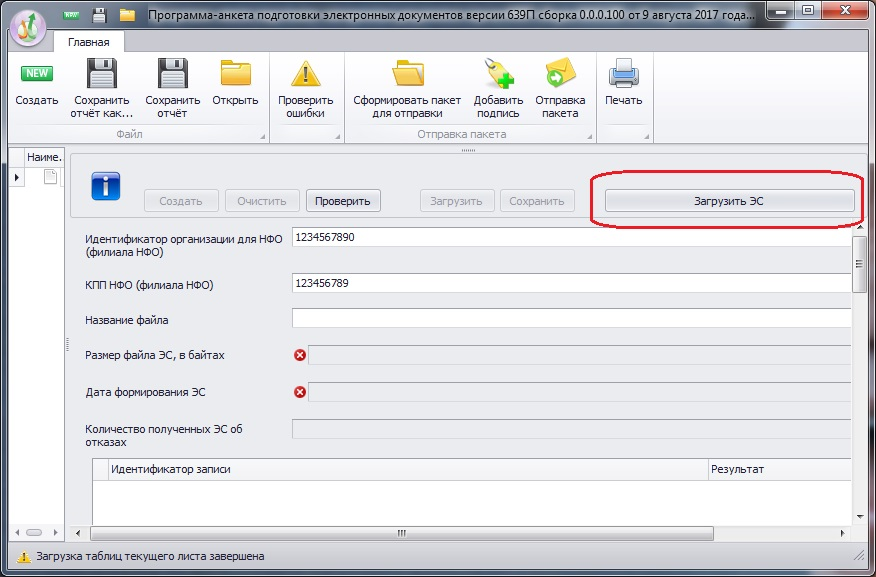 Программа-анкета подготовки электронных документов версии 639П сборка 0.0.0.100 от 9 августа 2017 года...
Главная
NEW
Создать
Сохранить отчёт как...
Сохранить отчёт
Открыть
Проверить ошибки
Сформировать пакет для отправки
Добавить подпись
Отправка пакета
Печать
Файл
Отправка пакета
Наиме..
Создать
Очистить
Проверить
Загрузить
Сохранить
Загрузить ЭС
Идентификатор организации для НФО
(филиала НФО)
1234567890
КПП НФО (филиала НФО)
123456789
Название файла
Размер файла ЭС, в байтах
Дата формирования ЭС
Количество полученных ЭС об
отказах
Идентификатор записи
Результат
Загрузка таблиц текущего листа завершена